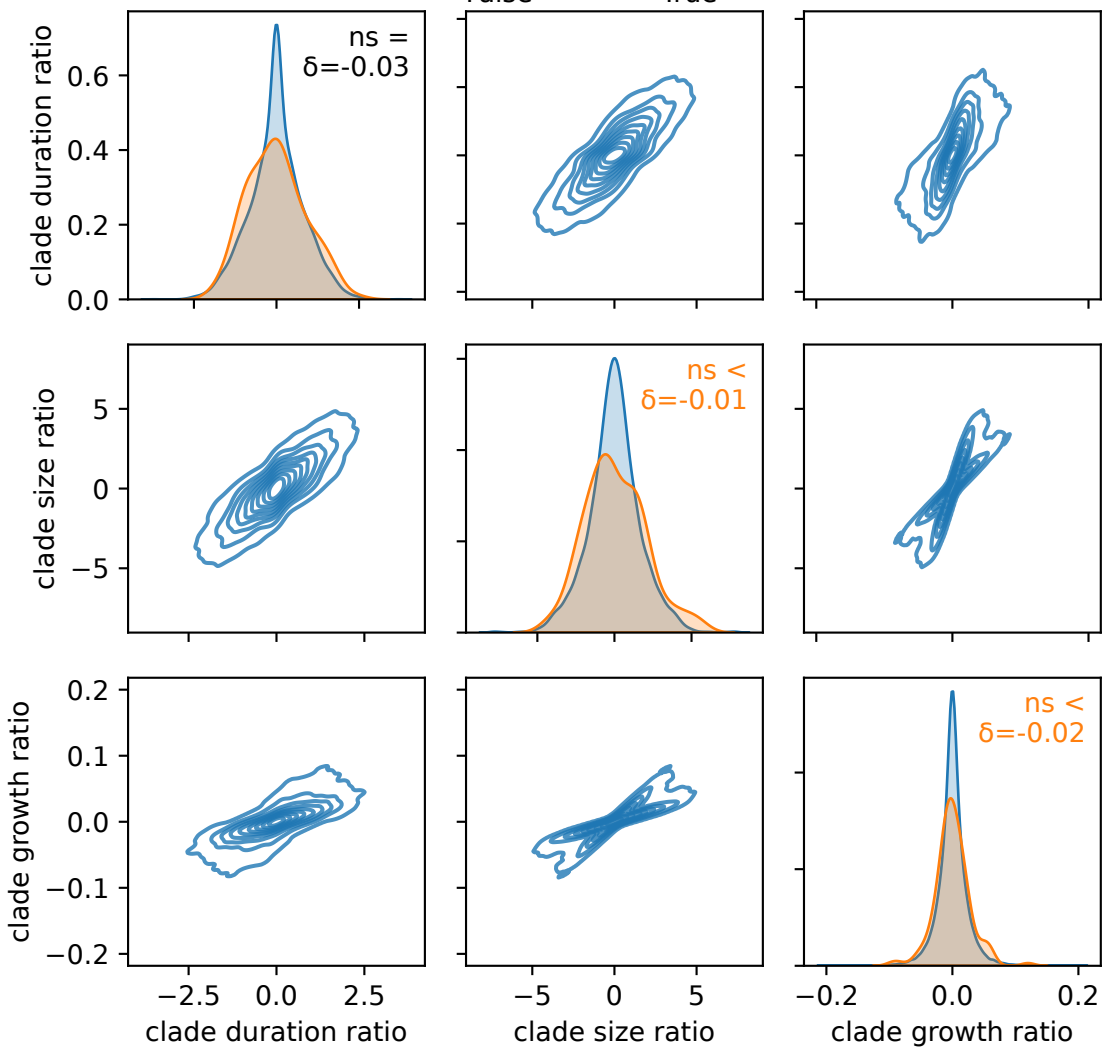 ns =
δ=-0.03
clade duration ratio
0.6
0.4
0.2
0.0
ns <
δ=-0.01
clade size ratio
5
0
−5
ns <
δ=-0.02
clade growth ratio
0.2
0.1
0.0
−0.1
−0.2
−2.5 0.0 2.5
−5 0 5
−0.2 0.0 0.2
clade duration ratio
clade size ratio
clade growth ratio